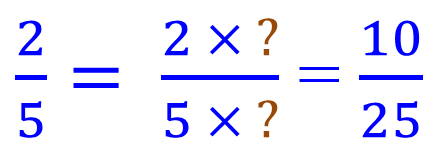 2/5 = (2 × ?)/(5 × ?) = 10/25